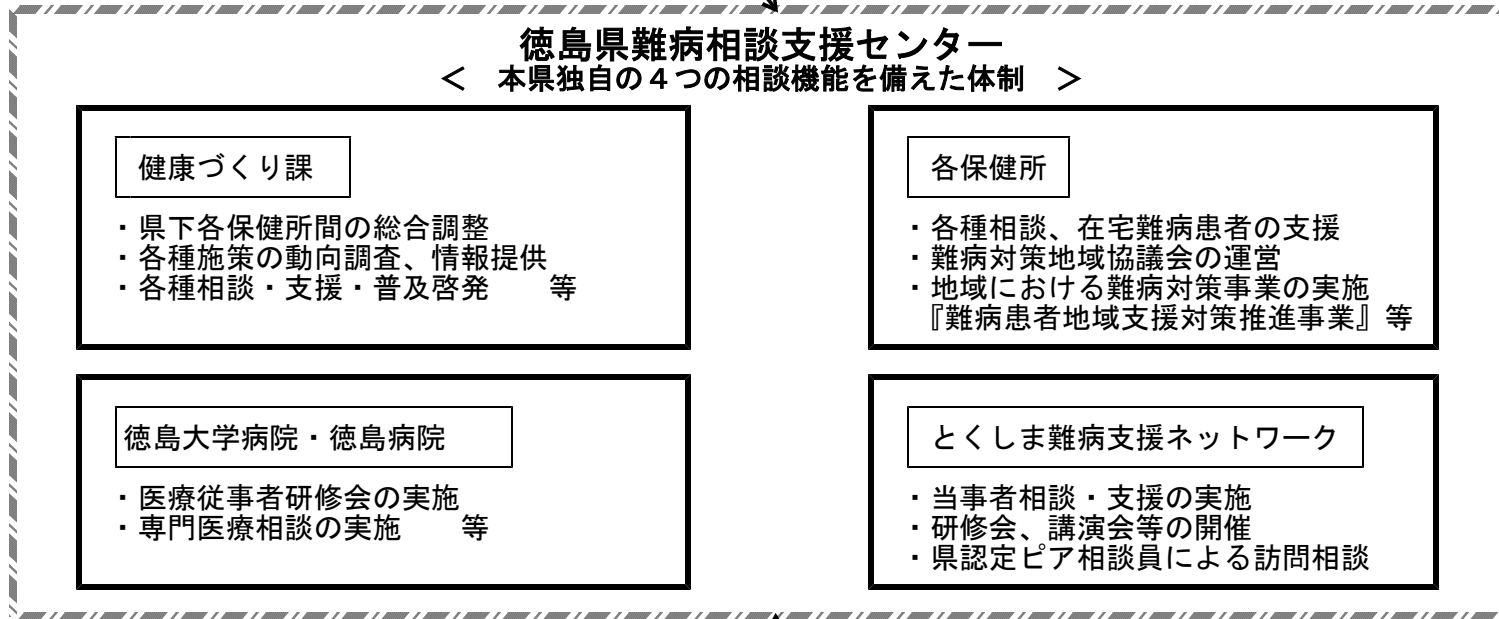 徳島県難病相談支援センター
＜　本県独自の４つの相談機能を備えた体制　＞
健康づくり課
・県下各保健所間の総合調整
・各種施策の動向調査、情報提供
・各種相談・支援・普及啓発　　等
各保健所
・各種相談、在宅難病患者の支援
・難病対策地域協議会の運営
・地域における難病対策事業の実施
『難病患者地域支援対策推進事業』等
徳島大学病院・徳島病院
・医療従事者研修会の実施
・専門医療相談の実施　　等
とくしま難病支援ネットワーク
・当事者相談・支援の実施
・研修会、講演会等の開催
・県認定ピア相談員による訪問相談